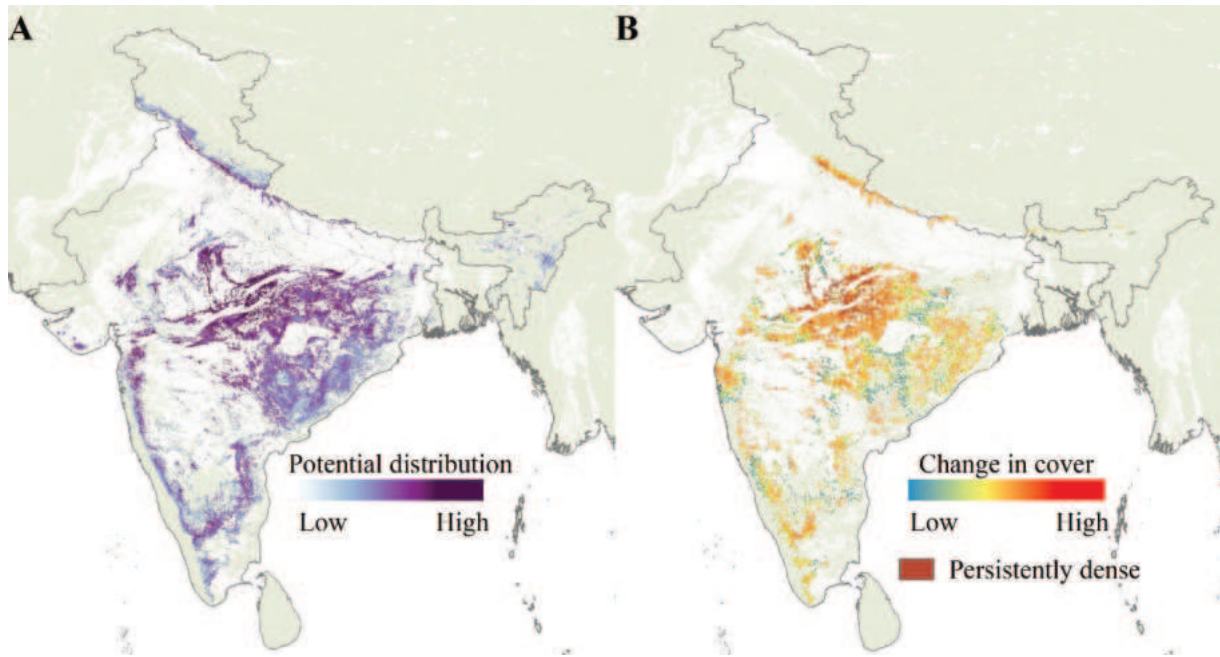 A
B
Potential distribution
Low High
Change in cover
Low High
Persistently dense